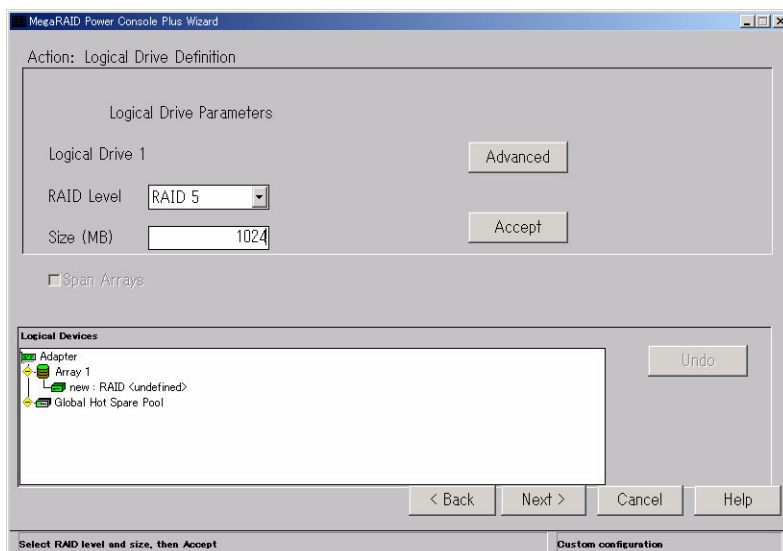 MegaRAID Power Console Plus Wizard
Action: Logical Drive Definition
Logical Drive Parameters
Logical Drive 1
Advanced
RAID Level RAID 5
Size (MB) 1024
Accept
Span Arrays
Logical Devices
Adapter
Array 1
new : RAID <undefined>
Global Hot Spare Pool
Undo
< Back Next > Cancel Help
Select RAID level and size, then Accept Custom configuration